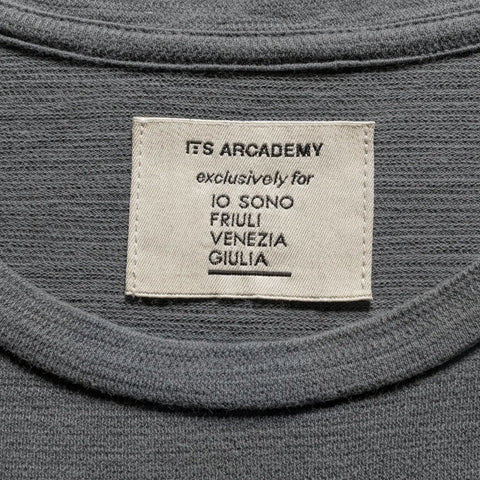 ITS ARCADEMY
exclusively for
IO SONO
FRIULI
VENEZIA
GIULIA